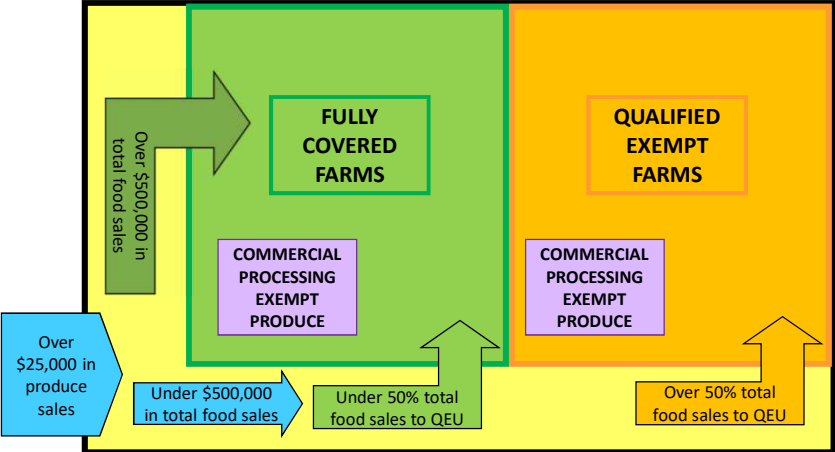 FULLY
COVERED
FARMS
QUALIFIED
EXEMPT
FARMS
Over $500,000 in
total food sales
COMMERCIAL
PROCESSING
EXEMPT
PRODUCE
COMMERCIAL
PROCESSING
EXEMPT
PRODUCE
Over
$25,000 in
produce
sales
Under $500,000
in total food sales
Under 50% total
food sales to QEU
Over 50% total
food sales to QEU